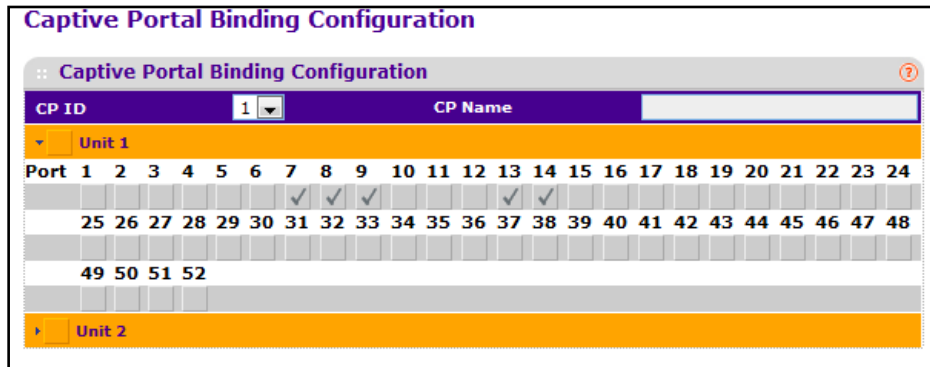 Captive Portal Binding Configuration
Captive Portal Binding Configuration
CP ID 1 CP Name
Unit 1
Port 1 2 3 4 5 6 7 8 9 10 11 12 13 14 15 16 17 18 19 20 21 22 23 24
25 26 27 28 29 30 31 32 33 34 35 36 37 38 39 40 41 42 43 44 45 46 47 48
49 50 51 52
Unit 2